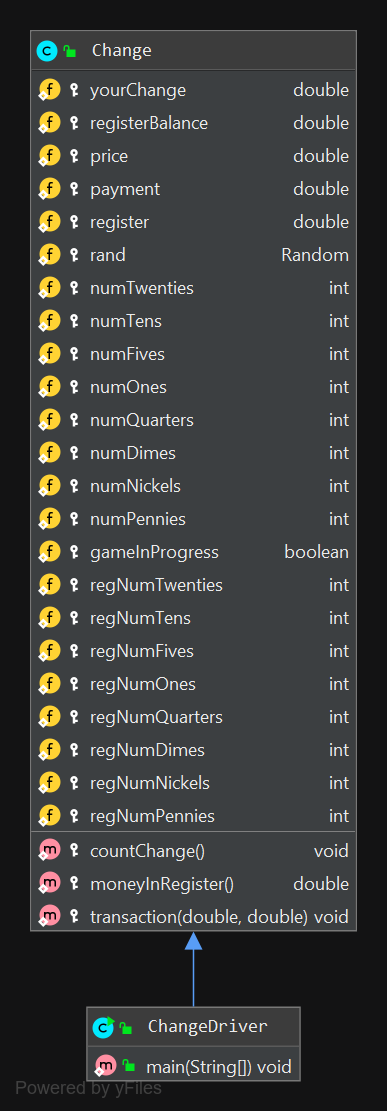 Change
yourChange double
registerBalance double
price double
payment double
register double
rand Random
numTwenties int
numTens int
numFives int
numOnes int
numQuarters int
numDimes int
numNickels int
numPennies int
gameInProgress boolean
regNumTwenties int
regNumTens int
regNumFives int
regNumOnes int
regNumQuarters int
regNumDimes int
regNumNickels int
regNumPennies int
countChange() void
moneyInRegister() double
transaction(double, double) void
ChangeDriver
main(String[]) void
Powered by yFiles